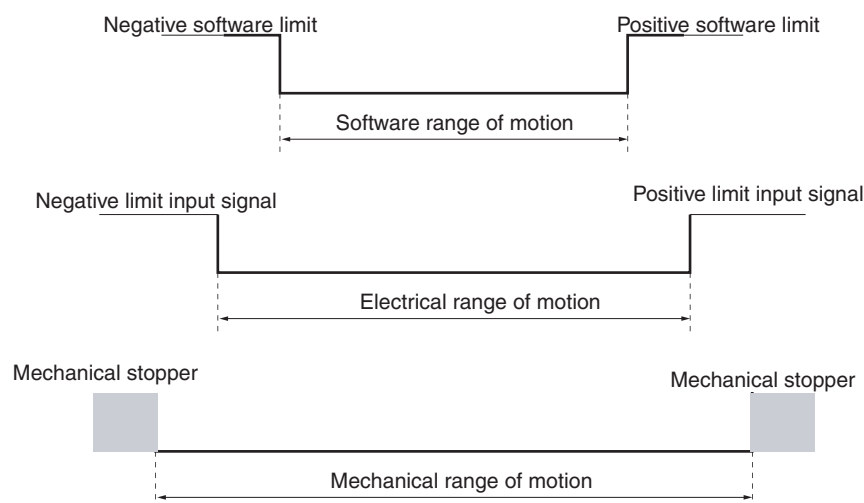 Negative software limit
Positive software limit
Software range of motion
Negative limit input signal
Positive limit input signal
Electrical range of motion
Mechanical stopper
Mechanical stopper
Mechanical range of motion